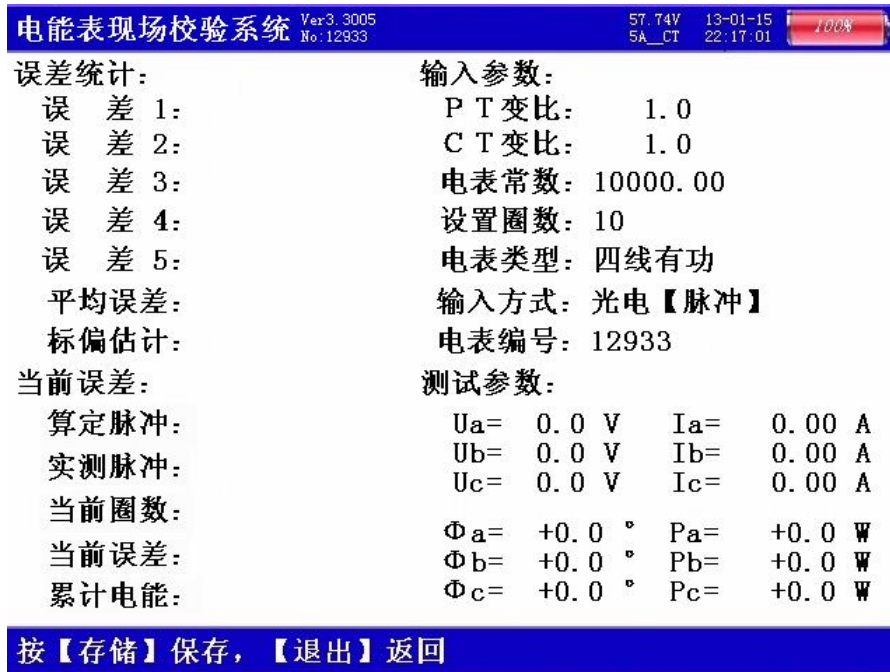 电能表现场校验系统 Ver3.3005 No:12933 57.74V 5A__CT 13-01-15 22:17:01 100%
误差统计:
误 差 1:
误 差 2:
误 差 3:
误 差 4:
误 差 5:
平均误差:
标偏估计:
当前误差:
算定脉冲:
实测脉冲:
当前圈数:
当前误差:
累计电能:
输入参数:
PT变比: 1.0
CT变比: 1.0
电表常数: 10000.00
设置圈数: 10
电表类型: 四线有功
输入方式: 光电【脉冲】
电表编号: 12933
测试参数:
Ua= 0.0 V Ia= 0.00 A
Ub= 0.0 V Ib= 0.00 A
Uc= 0.0 V Ic= 0.00 A
Φa= +0.0 ° Pa= +0.0 W
Φb= +0.0 ° Pb= +0.0 W
Φc= +0.0 ° Pc= +0.0 W
按【存储】保存,【退出】返回